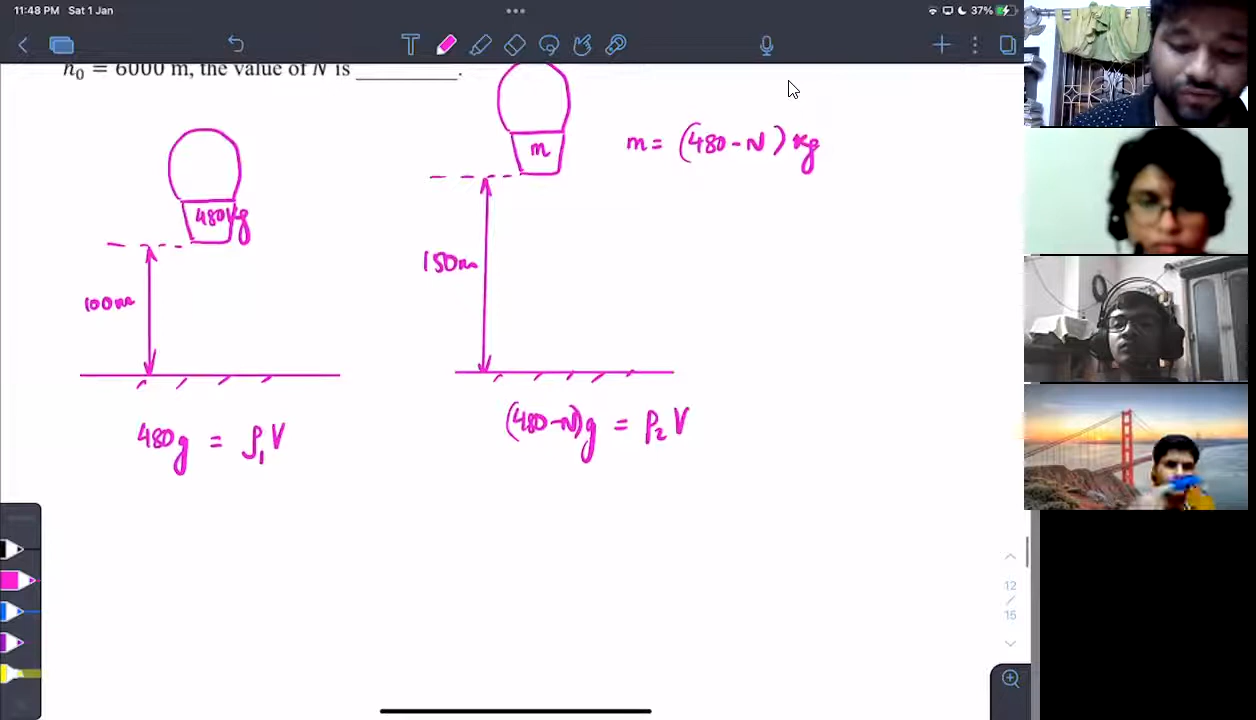 11:48 PM Sat 1 Jan
37%
h₀ = 6000 m, the value of N is ________.
m
m = (480-N) kg
480kg
150m
100m
480g = ρ₁V
(480-N)g = ρ₂V
12
/
15